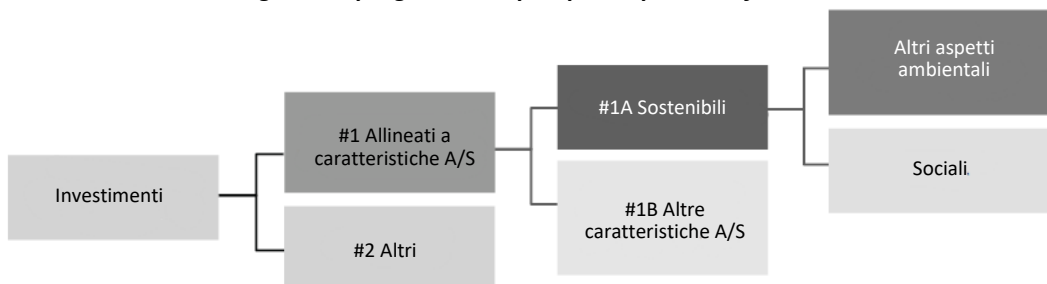 Investimenti
#1 Allineati a
caratteristiche A/S
#2 Altri
#1A Sostenibili
#1B Altre
caratteristiche A/S
Altri aspetti
ambientali
Sociali.